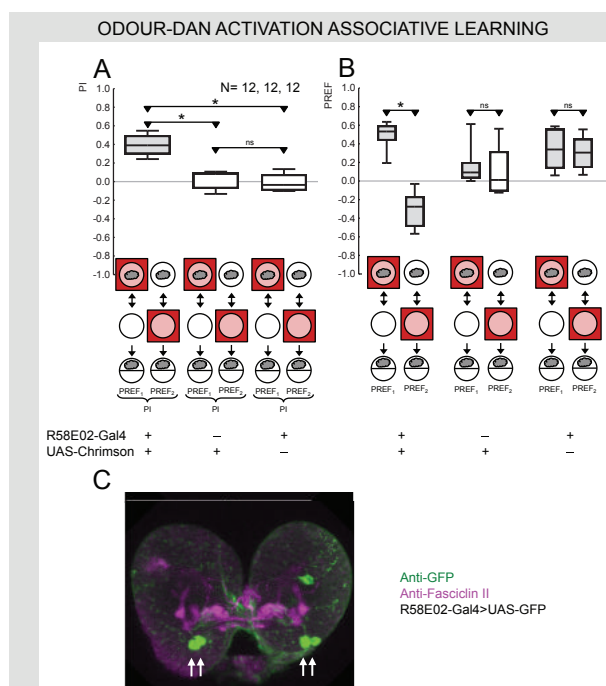 ODOUR-DAN ACTIVATION ASSOCIATIVE LEARNING
A
PI
N= 12, 12, 12
1.0
0.8
0.6
0.4
0.2
0.0
-0.2
-0.4
-0.6
-0.8
-1.0
*
*
ns
PREF₁ PREF₂ PREF₁ PREF₂ PREF₁ PREF₂
PI PI PI
B
PREF
1.0
0.8
0.6
0.4
0.2
0.0
-0.2
-0.4
-0.6
-0.8
-1.0
* ns ns
PREF₁ PREF₂ PREF₁ PREF₂ PREF₁ PREF₂
R58E02-Gal4 + – + + – +
UAS-Chrimson + + – + + –
C
Anti-GFP
Anti-Fasciclin II
R58E02-Gal4>UAS-GFP